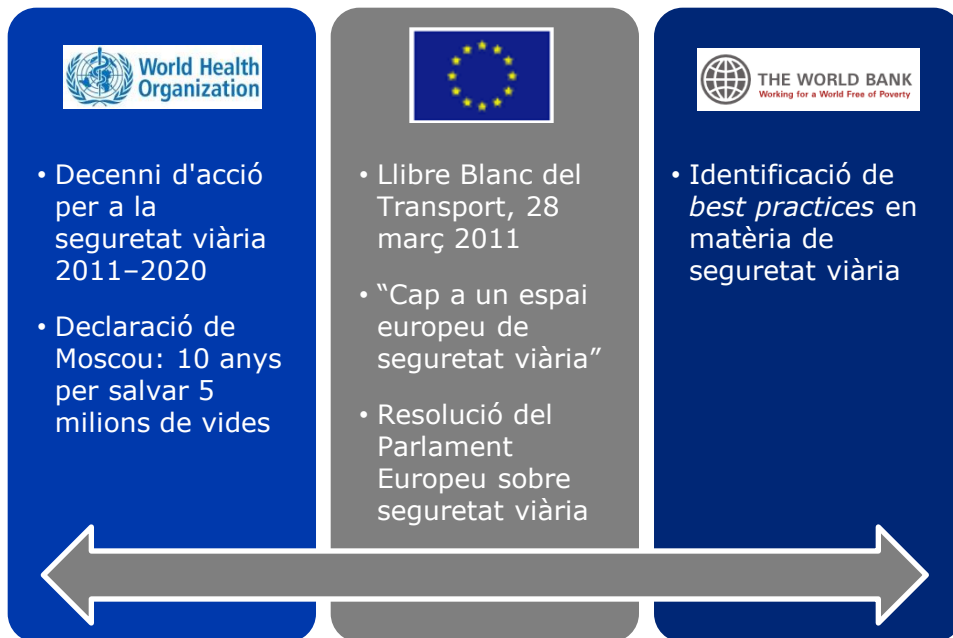 World Health
Organization
• Decenni d'acció
per a la
seguretat viària
2011–2020
• Declaració de
Moscou: 10 anys
per salvar 5
milions de vides
• Llibre Blanc del
Transport, 28
març 2011
• “Cap a un espai
europeu de
seguretat viària”
• Resolució del
Parlament
Europeu sobre
seguretat viària
THE WORLD BANK
Working for a World Free of Poverty
• Identificació de
best practices en
matèria de
seguretat viària